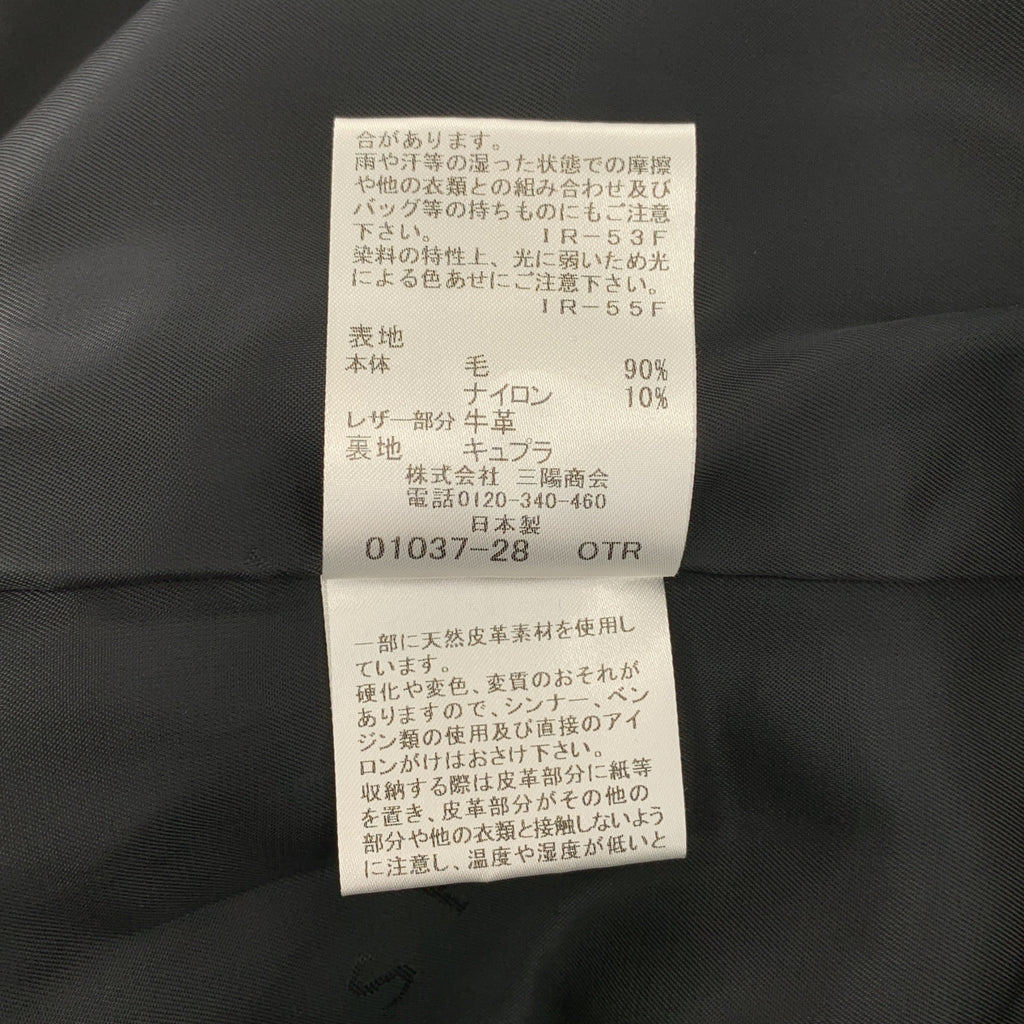 合があります。
雨や汗等の湿った状態での摩擦
や他の衣類との組み合わせ及び
バッグ等の持ちものにもご注意
下さい。 IR-53F
染料の特性上、光に弱いため光
による色あせにご注意下さい。
IR-55F
表地
本体 毛 90%
ナイロン 10%
レザー部分 牛革
裏地 キュプラ
株式会社 三陽商会
電話0120-340-460
日本製
01037-28 OTR
一部に天然皮革素材を使用し
ています。
硬化や変色、変質のおそれが
ありますので、シンナー、ベン
ジン類の使用及び直接のアイ
ロンがけはおさけ下さい。
収納する際は皮革部分に紙等
を置き、皮革部分がその他の
部分や他の衣類と接触しないよう
に注意し、温度や湿度が低いと